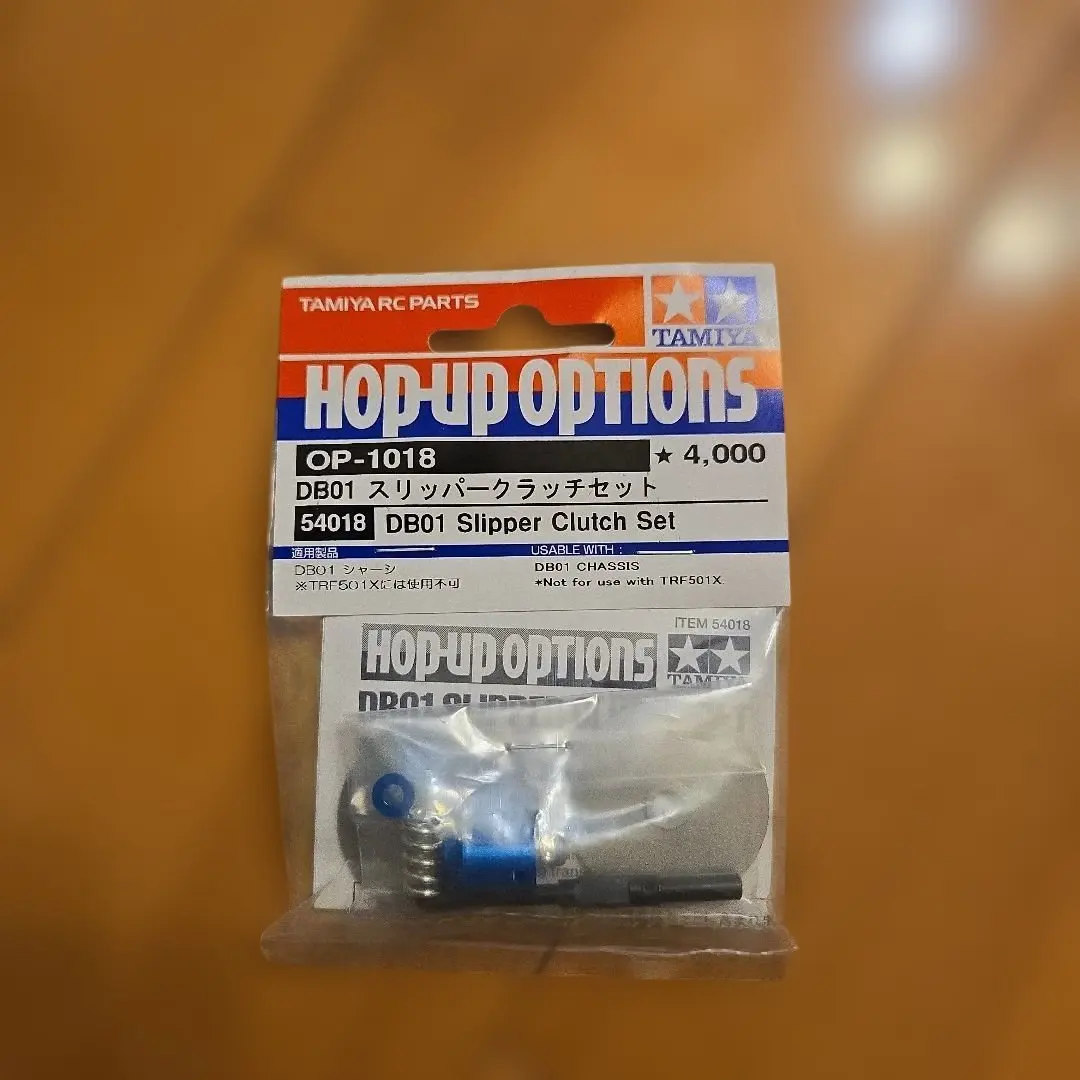 TAMIYA RC PARTS
TAMIYA
HOP-UP OPTIONS
OP-1018 ★ 4,000
DB01 スリッパークラッチセット
54018 DB01 Slipper Clutch Set
適用製品 USABLE WITH :
DB01 シャーシ DB01 CHASSIS
※TRF501Xには使用不可 *Not for use with TRF501X.
ITEM 54018
HOP-UP OPTIONS
TAMIYA
DB01